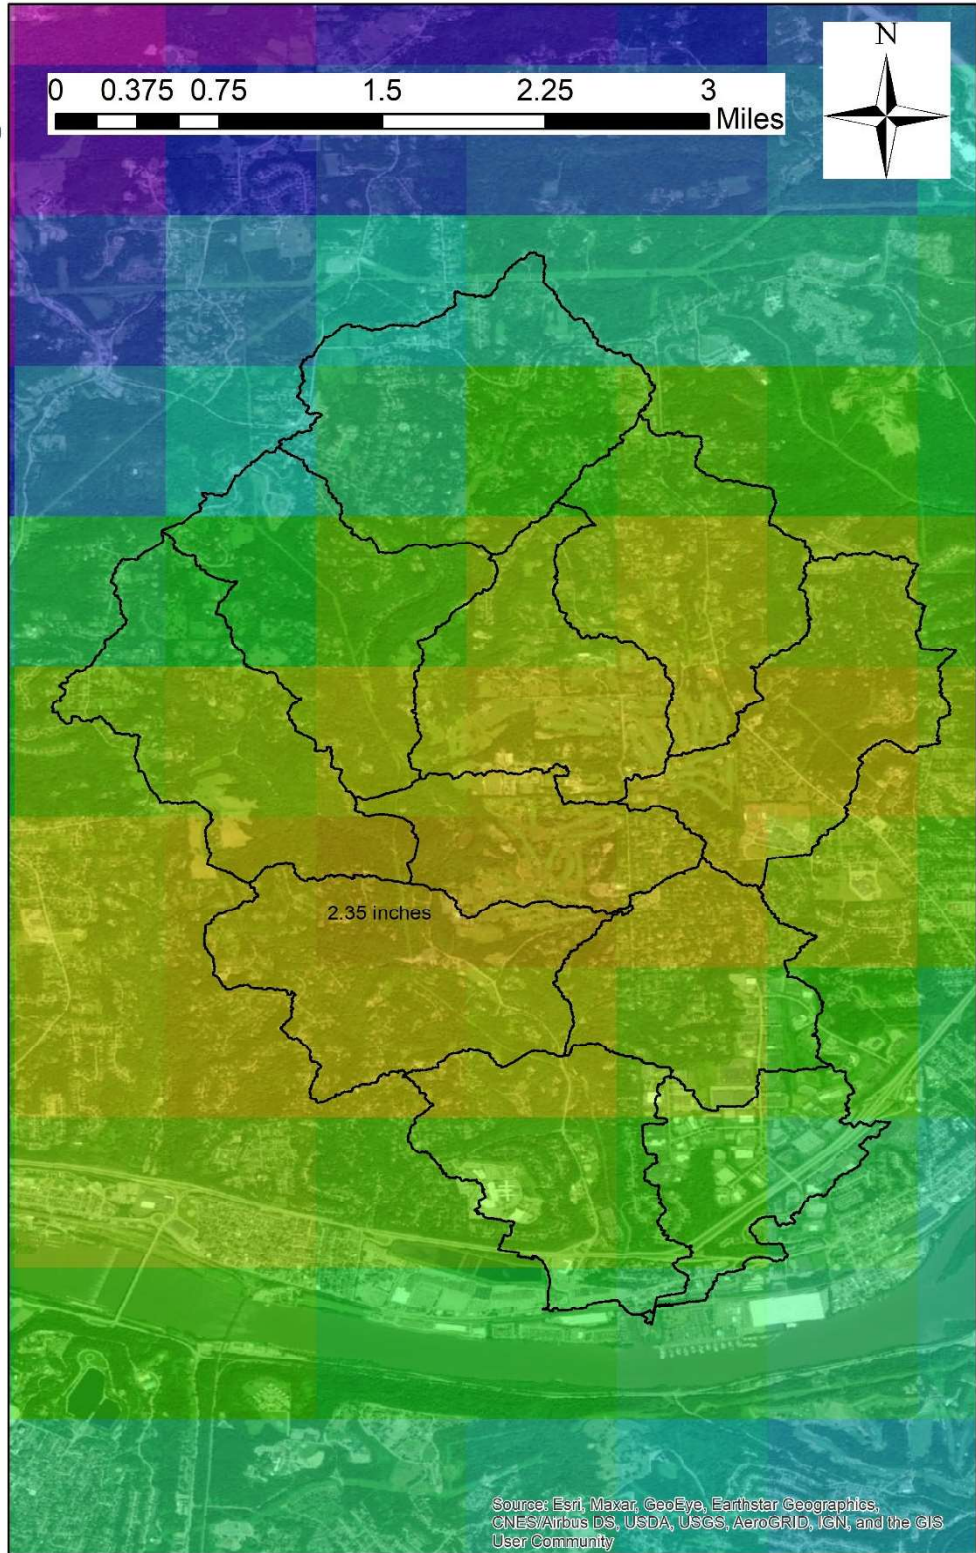 N
0 0.375 0.75 1.5 2.25 3
Miles
2.35 inches
Source: Esri, Maxar, GeoEye, Earthstar Geographics,
CNES/Airbus DS, USDA, USGS, AeroGRID, IGN, and the GIS
User Community